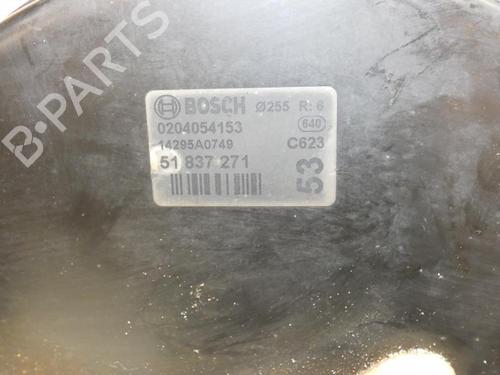 B-PARTS
BOSCH Ø255 R: 6
0204054153 640
14295A0749 C623
51 837 271
53